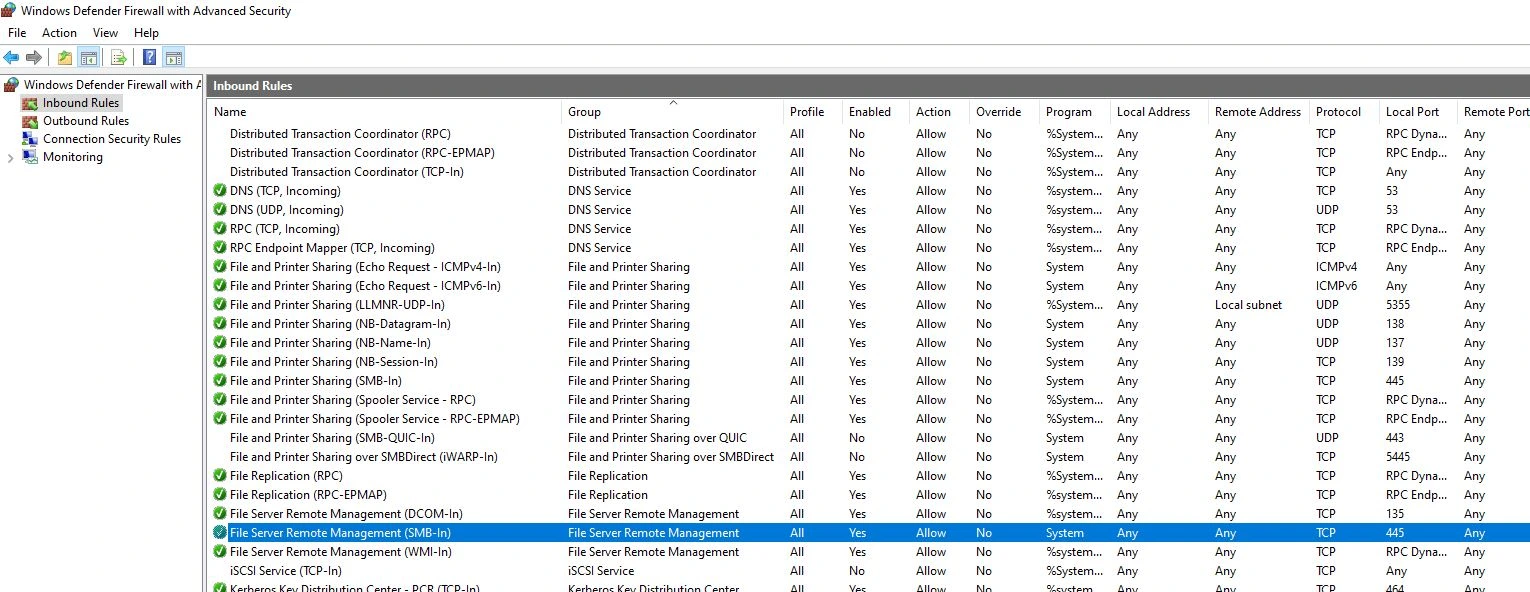 Windows Defender Firewall with Advanced Security
File Action View Help
Windows Defender Firewall with A
Inbound Rules
Outbound Rules
Connection Security Rules
Monitoring
Inbound Rules
Name Group Profile Enabled Action Override Program Local Address Remote Address Protocol Local Port Remote Port
Distributed Transaction Coordinator (RPC) Distributed Transaction Coordinator All No Allow No %System... Any Any TCP RPC Dyna... Any
Distributed Transaction Coordinator (RPC-EPMAP) Distributed Transaction Coordinator All No Allow No %System... Any Any TCP RPC Endp... Any
Distributed Transaction Coordinator (TCP-In) Distributed Transaction Coordinator All No Allow No %System... Any Any TCP Any Any
DNS (TCP, Incoming) DNS Service All Yes Allow No %system... Any Any TCP 53 Any
DNS (UDP, Incoming) DNS Service All Yes Allow No %system... Any Any UDP 53 Any
RPC (TCP, Incoming) DNS Service All Yes Allow No %system... Any Any TCP RPC Dyna... Any
RPC Endpoint Mapper (TCP, Incoming) DNS Service All Yes Allow No %system... Any Any TCP RPC Endp... Any
File and Printer Sharing (Echo Request - ICMPv4-In) File and Printer Sharing All Yes Allow No System Any Any ICMPv4 Any Any
File and Printer Sharing (Echo Request - ICMPv6-In) File and Printer Sharing All Yes Allow No System Any Any ICMPv6 Any Any
File and Printer Sharing (LLMNR-UDP-In) File and Printer Sharing All Yes Allow No %System... Any Local subnet UDP 5355 Any
File and Printer Sharing (NB-Datagram-In) File and Printer Sharing All Yes Allow No System Any Any UDP 138 Any
File and Printer Sharing (NB-Name-In) File and Printer Sharing All Yes Allow No System Any Any UDP 137 Any
File and Printer Sharing (NB-Session-In) File and Printer Sharing All Yes Allow No System Any Any TCP 139 Any
File and Printer Sharing (SMB-In) File and Printer Sharing All Yes Allow No System Any Any TCP 445 Any
File and Printer Sharing (Spooler Service - RPC) File and Printer Sharing All Yes Allow No %System... Any Any TCP RPC Dyna... Any
File and Printer Sharing (Spooler Service - RPC-EPMAP) File and Printer Sharing All Yes Allow No %System... Any Any TCP RPC Endp... Any
File and Printer Sharing (SMB-QUIC-In) File and Printer Sharing over QUIC All No Allow No System Any Any UDP 443 Any
File and Printer Sharing over SMBDirect (iWARP-In) File and Printer Sharing over SMBDirect All No Allow No System Any Any TCP 5445 Any
File Replication (RPC) File Replication All Yes Allow No %System... Any Any TCP RPC Dyna... Any
File Replication (RPC-EPMAP) File Replication All Yes Allow No %system... Any Any TCP RPC Endp... Any
File Server Remote Management (DCOM-In) File Server Remote Management All Yes Allow No %system... Any Any TCP 135 Any
File Server Remote Management (SMB-In) File Server Remote Management All Yes Allow No System Any Any TCP 445 Any
File Server Remote Management (WMI-In) File Server Remote Management All Yes Allow No %system... Any Any TCP RPC Dyna... Any
iSCSI Service (TCP-In) iSCSI Service All No Allow No %System... Any Any TCP Any Any
Kerberos Key Distribution Center - PCR (TCP-In) Kerberos Key Distribution Center All Yes Allow No %System... Any Any TCP 464 Any